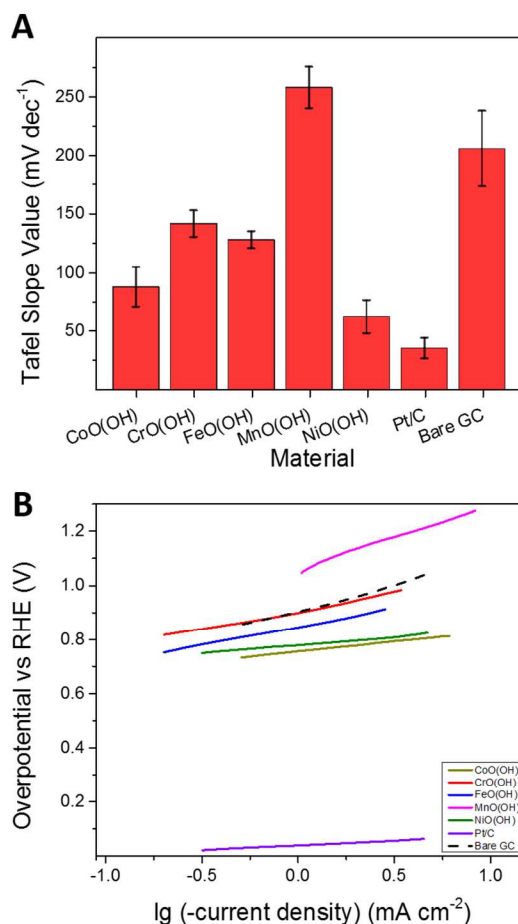 A
Tafel Slope Value (mV dec⁻¹)
250
200
150
100
50
CoO(OH)
CrO(OH)
FeO(OH)
MnO(OH)
NiO(OH)
Pt/C
Bare GC
Material
B
Overpotential vs RHE (V)
1.2
1.0
0.8
0.6
0.4
0.2
CoO(OH)
CrO(OH)
FeO(OH)
MnO(OH)
NiO(OH)
Pt/C
Bare GC
-1.0
-0.5
0.0
0.5
1.0
lg (-current density) (mA cm⁻²)